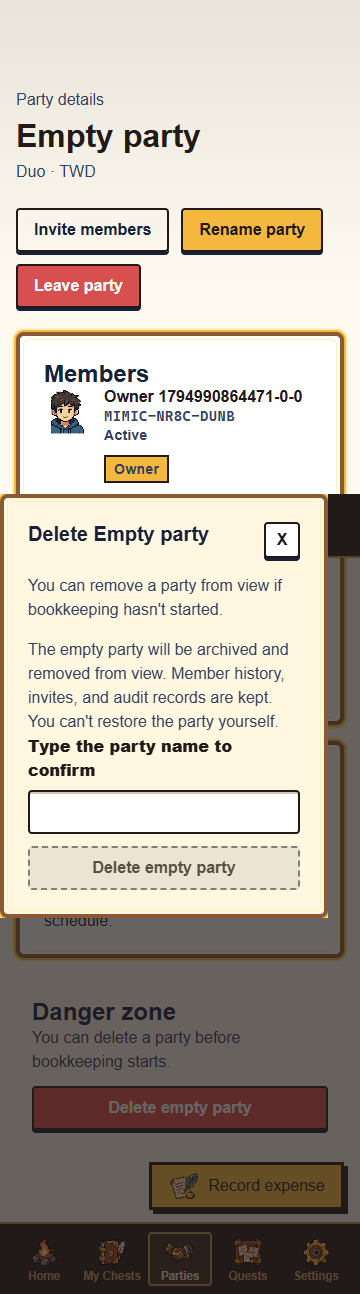 Party details
Empty party
Duo · TWD
Invite members
Rename party
Leave party
Members
Owner 1794990864471-0-0
MIMIC-NR8C-DUNB
Active
Owner
Delete Empty party
X
You can remove a party from view if
bookkeeping hasn't started.
The empty party will be archived and
removed from view. Member history,
invites, and audit records are kept.
You can't restore the party yourself.
Type the party name to
confirm
Delete empty party
schedule.
Danger zone
You can delete a party before
bookkeeping starts.
Delete empty party
Record expense
Home
My Chests
Parties
Quests
Settings